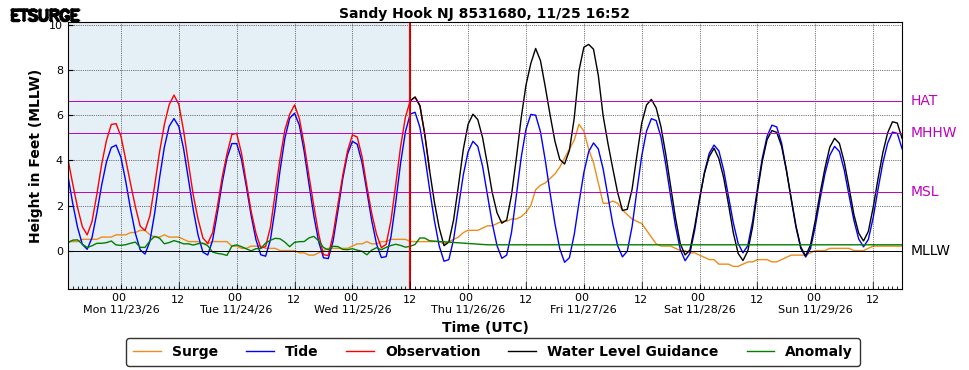 ETSURGE
Sandy Hook NJ 8531680, 11/25 16:52
Height in Feet (MLLW)
10
8
6
4
2
0
HAT
MHHW
MSL
MLLW
00 12 00 12 00 12 00 12 00 12 00 12 00 12
Mon 11/23/26 Tue 11/24/26 Wed 11/25/26 Thu 11/26/26 Fri 11/27/26 Sat 11/28/26 Sun 11/29/26
Time (UTC)
Surge Tide Observation Water Level Guidance Anomaly